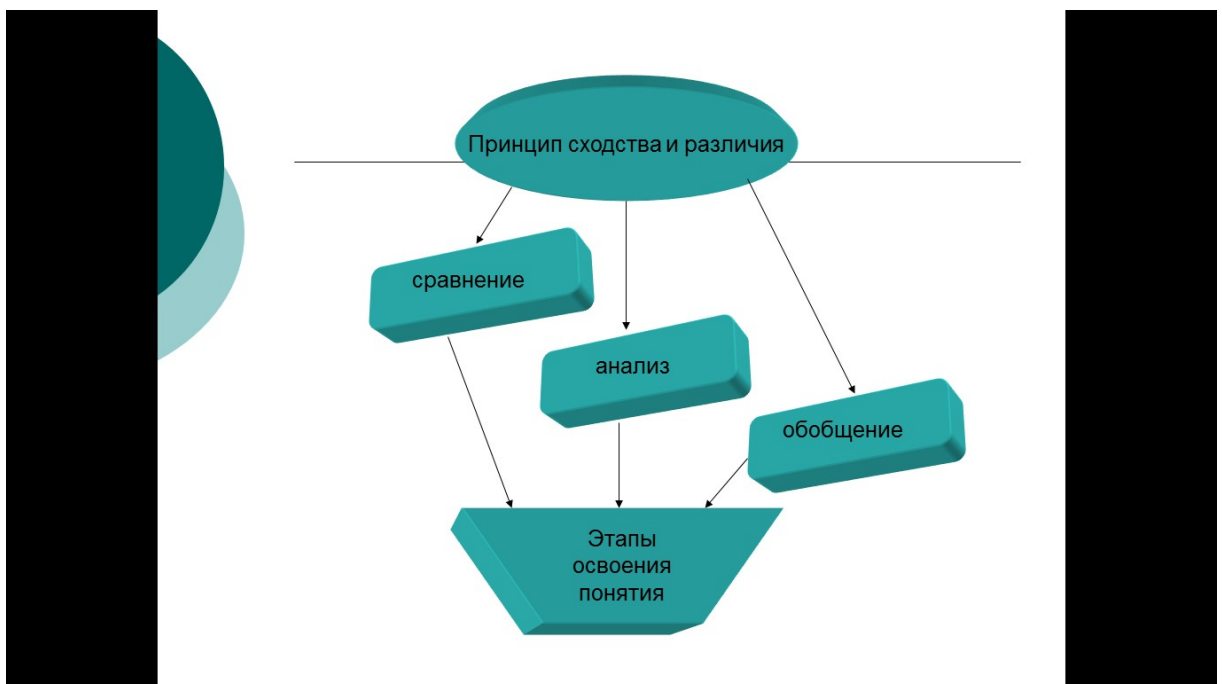 Принцип сходства и различия
сравнение
анализ
обобщение
Этапы
освоения
понятия